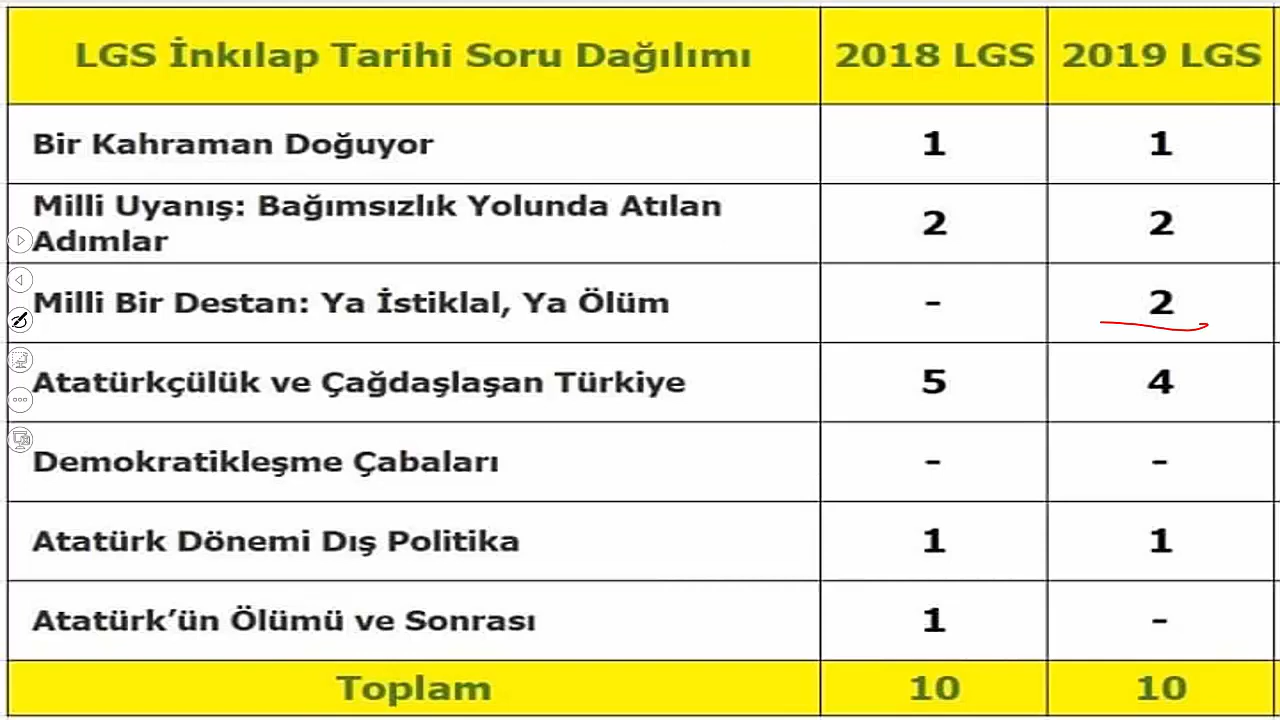 LGS İnkılap Tarihi Soru Dağılımı 2018 LGS 2019 LGS
Bir Kahraman Doğuyor 1 1
Milli Uyanış: Bağımsızlık Yolunda Atılan
Adımlar 2 2
Milli Bir Destan: Ya İstiklal, Ya Ölüm - 2
Atatürkçülük ve Çağdaşlaşan Türkiye 5 4
Demokratikleşme Çabaları - -
Atatürk Dönemi Dış Politika 1 1
Atatürk’ün Ölümü ve Sonrası 1 -
Toplam 10 10